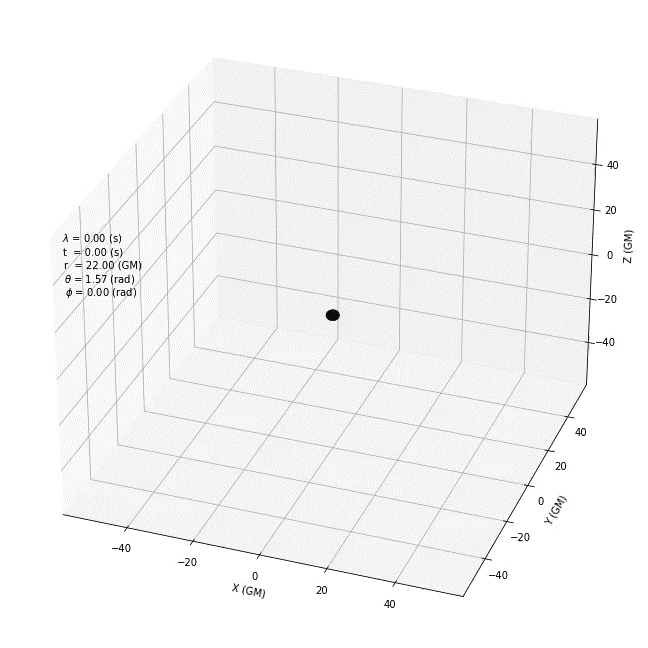 λ = 0.00 (s)
t = 0.00 (s)
r = 22.00 (GM)
θ = 1.57 (rad)
ϕ = 0.00 (rad)
40
20
0
−20
−40
Z (GM)
40
20
0
−20
−40
Y (GM)
−40
−20
0
20
40
X (GM)